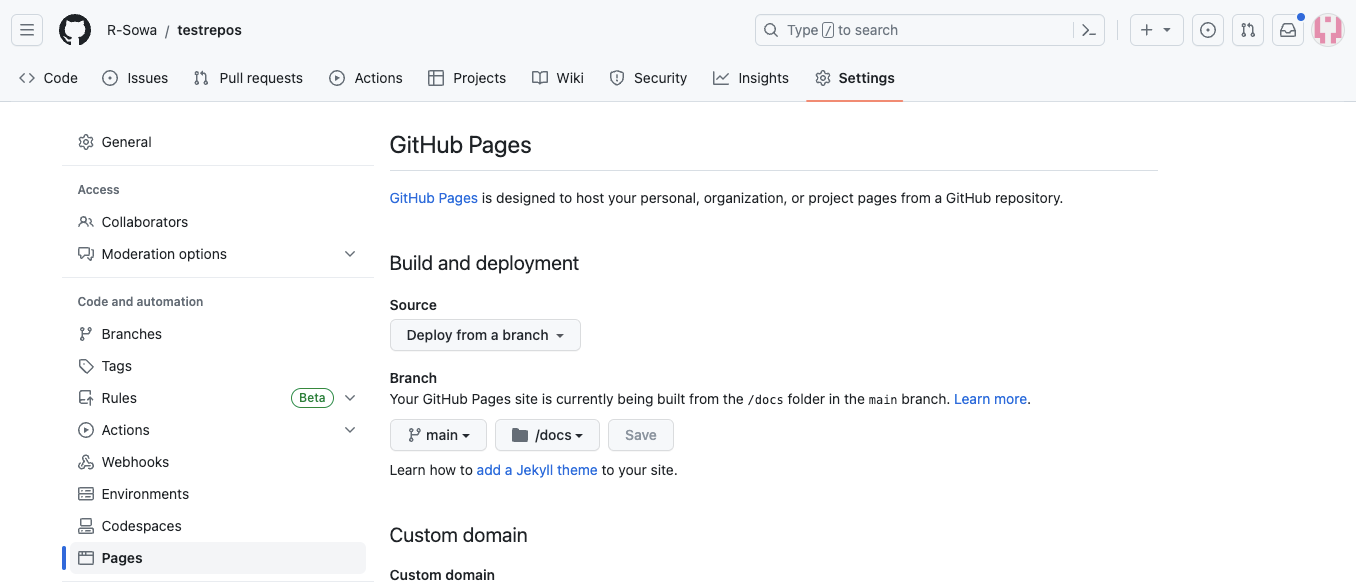 R-Sowa / testrepos
Type / to search
Code Issues Pull requests Actions Projects Wiki Security Insights Settings
General
Access
Collaborators
Moderation options
Code and automation
Branches
Tags
Rules Beta
Actions
Webhooks
Environments
Codespaces
Pages
GitHub Pages
GitHub Pages is designed to host your personal, organization, or project pages from a GitHub repository.
Build and deployment
Source
Deploy from a branch
Branch
Your GitHub Pages site is currently being built from the /docs folder in the main branch. Learn more.
main /docs Save
Learn how to add a Jekyll theme to your site.
Custom domain
Custom domain